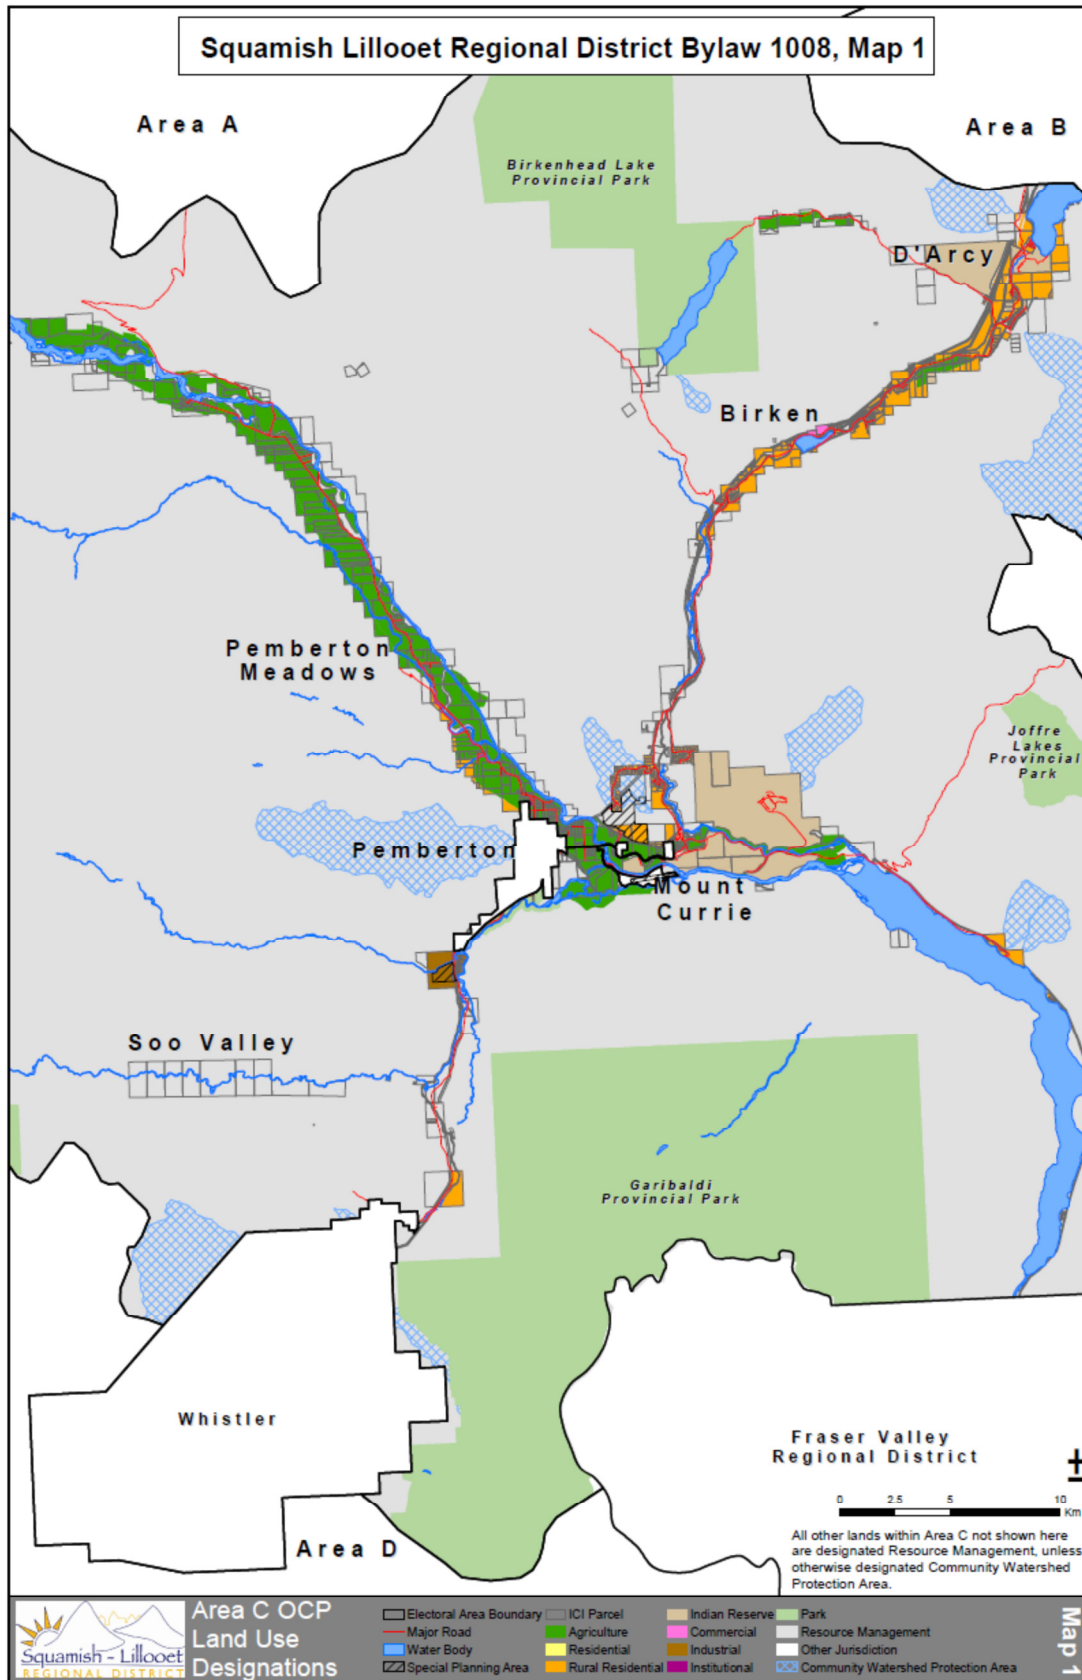 Squamish Lillooet Regional District Bylaw 1008, Map 1
Area A
Area B
Birkenhead Lake
Provincial Park
D'Arcy
Birken
Pemberton
Meadows
Joffre
Lakes
Provincial
Park
Pemberton
Mount
Currie
Soo Valley
Garibaldi
Provincial Park
Whistler
Fraser Valley
Regional District
0 2.5 5 10
Km
Area D
All other lands within Area C not shown here
are designated Resource Management, unless
otherwise designated Community Watershed
Protection Area.
Squamish - Lillooet
REGIONAL DISTRICT
Area C OCP
Land Use
Designations
Electoral Area Boundary
Major Road
Water Body
Special Planning Area
ICI Parcel
Agriculture
Residential
Rural Residential
Indian Reserve
Commercial
Industrial
Institutional
Park
Resource Management
Other Jurisdiction
Community Watershed Protection Area
Map 1